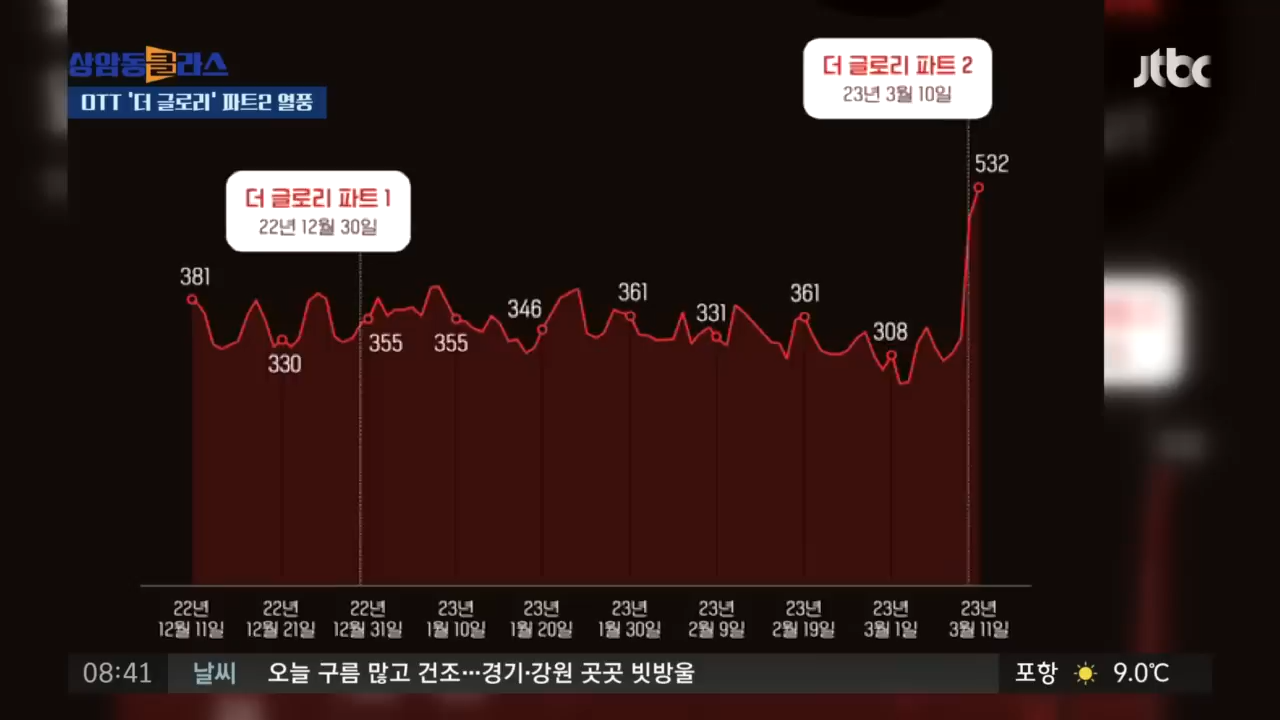 상암동클라스
OTT '더 글로리' 파트2 열풍
jtbc
더 글로리 파트 2
23년 3월 10일
532
더 글로리 파트 1
22년 12월 30일
381
330
355
355
346
361
331
361
308
22년
12월 11일
22년
12월 21일
22년
12월 31일
23년
1월 10일
23년
1월 20일
23년
1월 30일
23년
2월 9일
23년
2월 19일
23년
3월 1일
23년
3월 11일
08:41 날씨 오늘 구름 많고 건조…경기·강원 곳곳 빗방울 포항 9.0℃